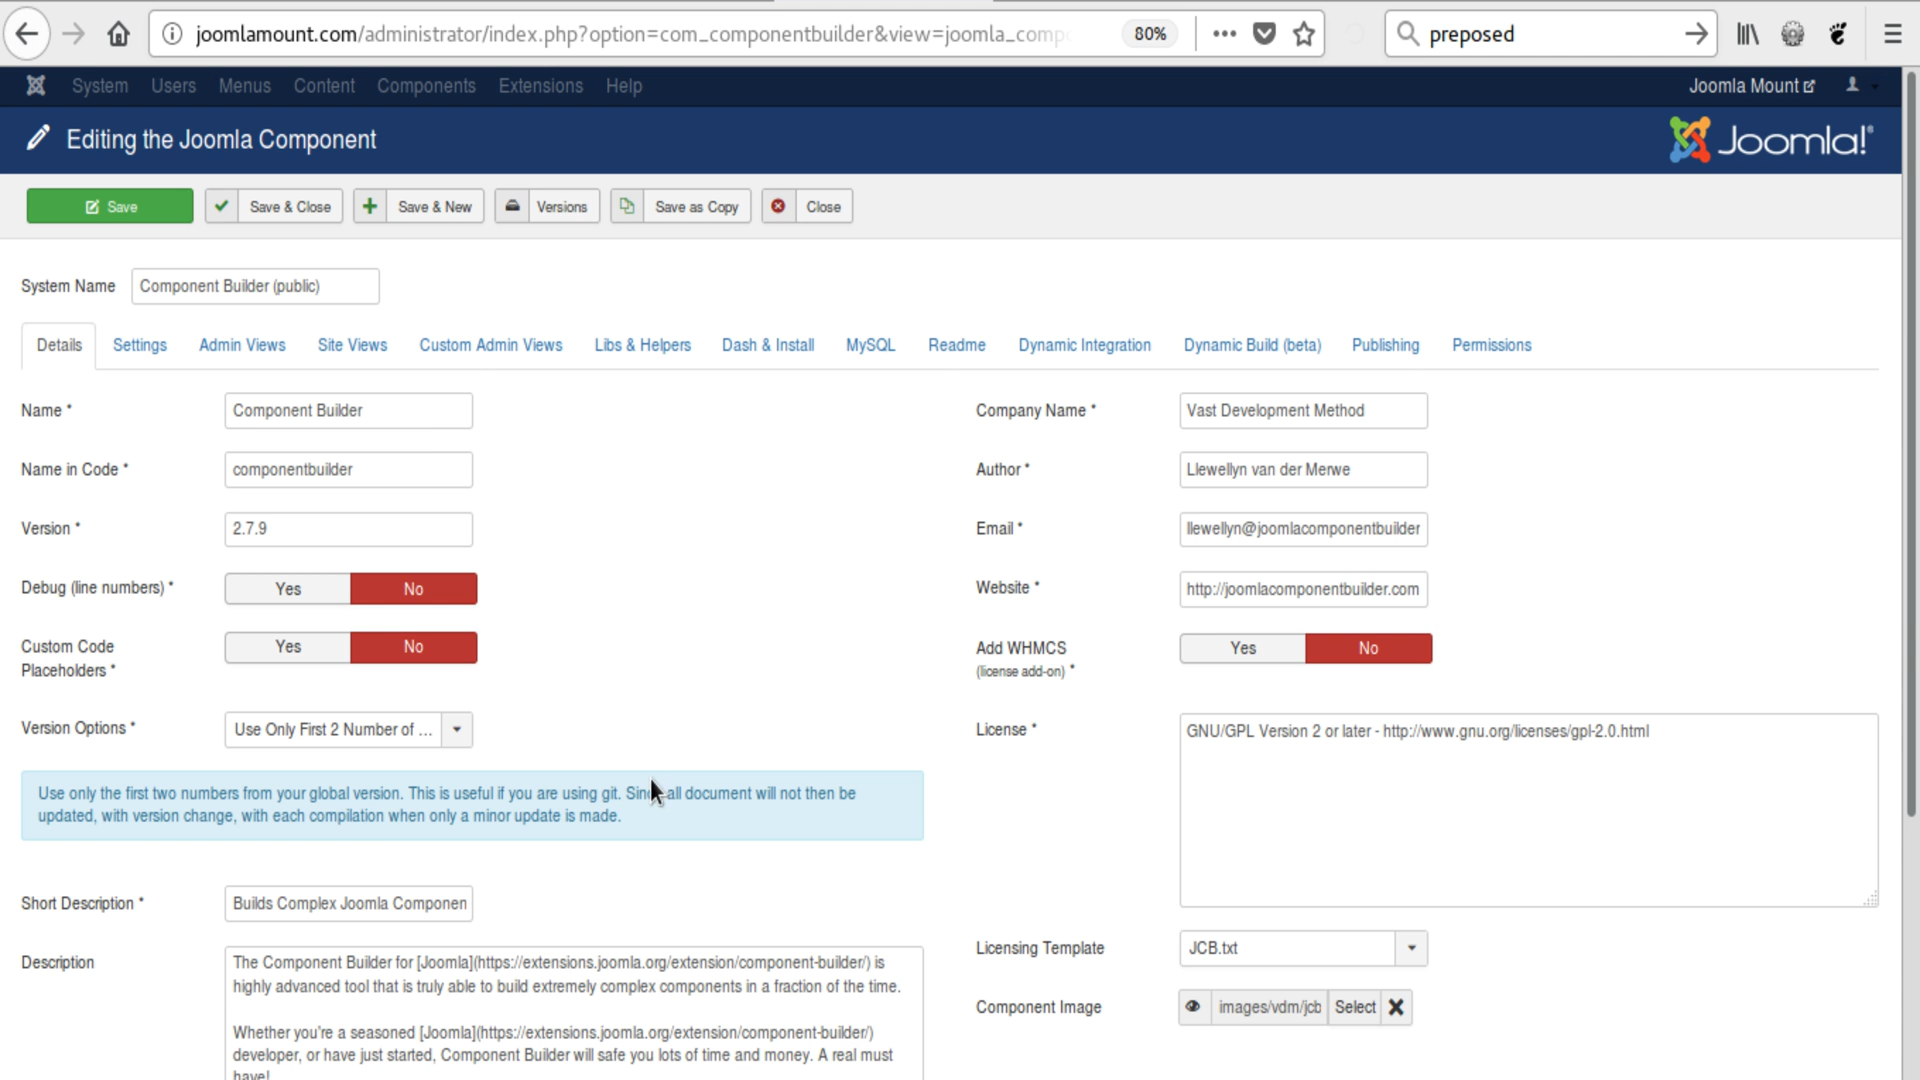 joomlamount.com/administrator/index.php?option=com_componentbuilder&view=joomla_compo
80%
preposed
System Users Menus Content Components Extensions Help
Joomla Mount
Editing the Joomla Component
Joomla!®
Save
Save & Close
Save & New
Versions
Save as Copy
Close
System Name
Component Builder (public)
Details Settings Admin Views Site Views Custom Admin Views Libs & Helpers Dash & Install MySQL Readme Dynamic Integration Dynamic Build (beta) Publishing Permissions
Name *
Component Builder
Name in Code *
componentbuilder
Version *
2.7.9
Debug (line numbers) *
Yes No
Custom Code
Placeholders *
Yes No
Version Options *
Use Only First 2 Number of ...
Use only the first two numbers from your global version. This is useful if you are using git. Sinc all document will not then be
updated, with version change, with each compilation when only a minor update is made.
Short Description *
Builds Complex Joomla Componen
Description
The Component Builder for [Joomla](https://extensions.joomla.org/extension/component-builder/) is
highly advanced tool that is truly able to build extremely complex components in a fraction of the time.
Whether you're a seasoned [Joomla](https://extensions.joomla.org/extension/component-builder/)
developer, or have just started, Component Builder will safe you lots of time and money. A real must
have!
Company Name *
Vast Development Method
Author *
Llewellyn van der Merwe
Email *
llewellyn@joomlacomponentbuilder
Website *
http://joomlacomponentbuilder.com
Add WHMCS
(license add-on) *
Yes No
License *
GNU/GPL Version 2 or later - http://www.gnu.org/licenses/gpl-2.0.html
Licensing Template
JCB.txt
Component Image
images/vdm/jcb
Select